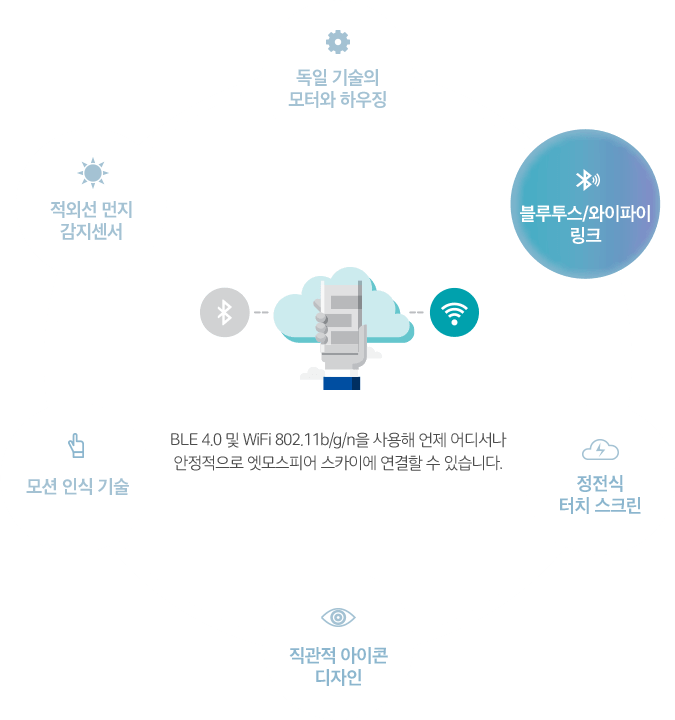 독일 기술의
모터와 하우징
블루투스/와이파이
링크
적외선 먼지
감지센서
BLE 4.0 및 WiFi 802.11b/g/n을 사용해 언제 어디서나
안정적으로 엣모스피어 스카이에 연결할 수 있습니다.
모션 인식 기술
정전식
터치 스크린
직관적 아이콘
디자인